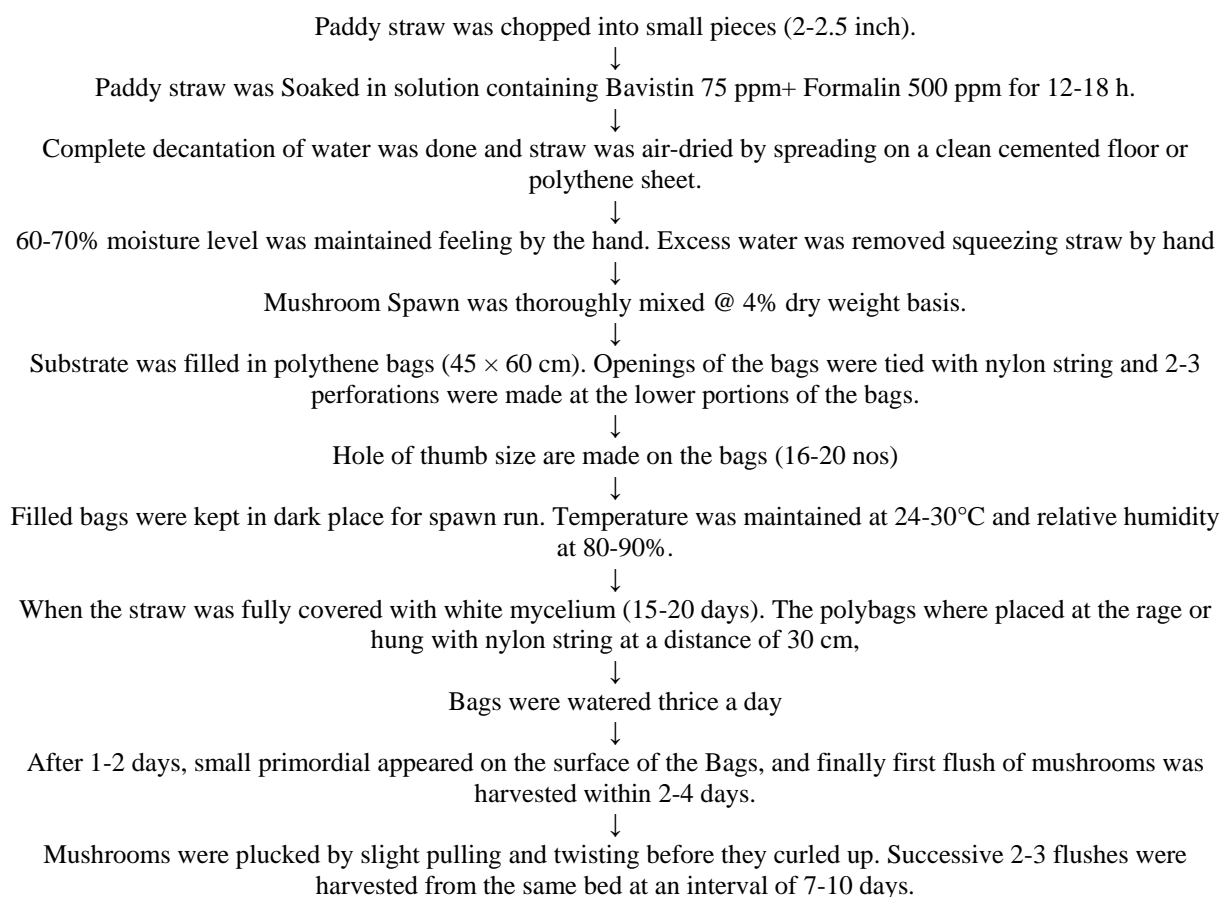 Paddy straw was chopped into small pieces (2-2.5 inch).
↓
Paddy straw was Soaked in solution containing Bavistin 75 ppm+ Formalin 500 ppm for 12-18 h.
↓
Complete decantation of water was done and straw was air-dried by spreading on a clean cemented floor or
polythene sheet.
↓
60-70% moisture level was maintained feeling by the hand. Excess water was removed squeezing straw by hand
↓
Mushroom Spawn was thoroughly mixed @ 4% dry weight basis.
↓
Substrate was filled in polythene bags (45 × 60 cm). Openings of the bags were tied with nylon string and 2-3
perforations were made at the lower portions of the bags.
↓
Hole of thumb size are made on the bags (16-20 nos)
↓
Filled bags were kept in dark place for spawn run. Temperature was maintained at 24-30°C and relative humidity
at 80-90%.
↓
When the straw was fully covered with white mycelium (15-20 days). The polybags where placed at the rage or
hung with nylon string at a distance of 30 cm,
↓
Bags were watered thrice a day
↓
After 1-2 days, small primordial appeared on the surface of the Bags, and finally first flush of mushrooms was
harvested within 2-4 days.
↓
Mushrooms were plucked by slight pulling and twisting before they curled up. Successive 2-3 flushes were
harvested from the same bed at an interval of 7-10 days.